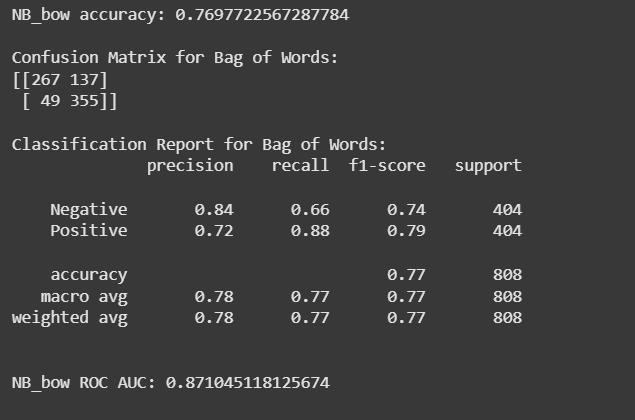 NB_bow accuracy: 0.7697722567287784
Confusion Matrix for Bag of Words:
[[267 137]
 [ 49 355]]
Classification Report for Bag of Words:
              precision    recall  f1-score   support
    Negative       0.84      0.66      0.74       404
    Positive       0.72      0.88      0.79       404
    accuracy                           0.77       808
   macro avg       0.78      0.77      0.77       808
weighted avg       0.78      0.77      0.77       808
NB_bow ROC AUC: 0.871045118125674